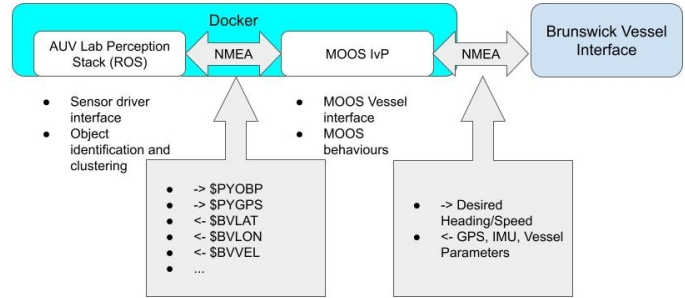 Docker
AUV Lab Perception
Stack (ROS)
NMEA
MOOS IvP
NMEA
Brunswick Vessel
Interface
● Sensor driver
interface
● Object
identification and
clustering
● MOOS Vessel
interface
● MOOS
behaviours
● -> $PYOBP
● -> $PYGPS
● <- $BVLAT
● <- $BVLON
● <- $BVVEL
● ...
● -> Desired
Heading/Speed
● <- GPS, IMU, Vessel
Parameters